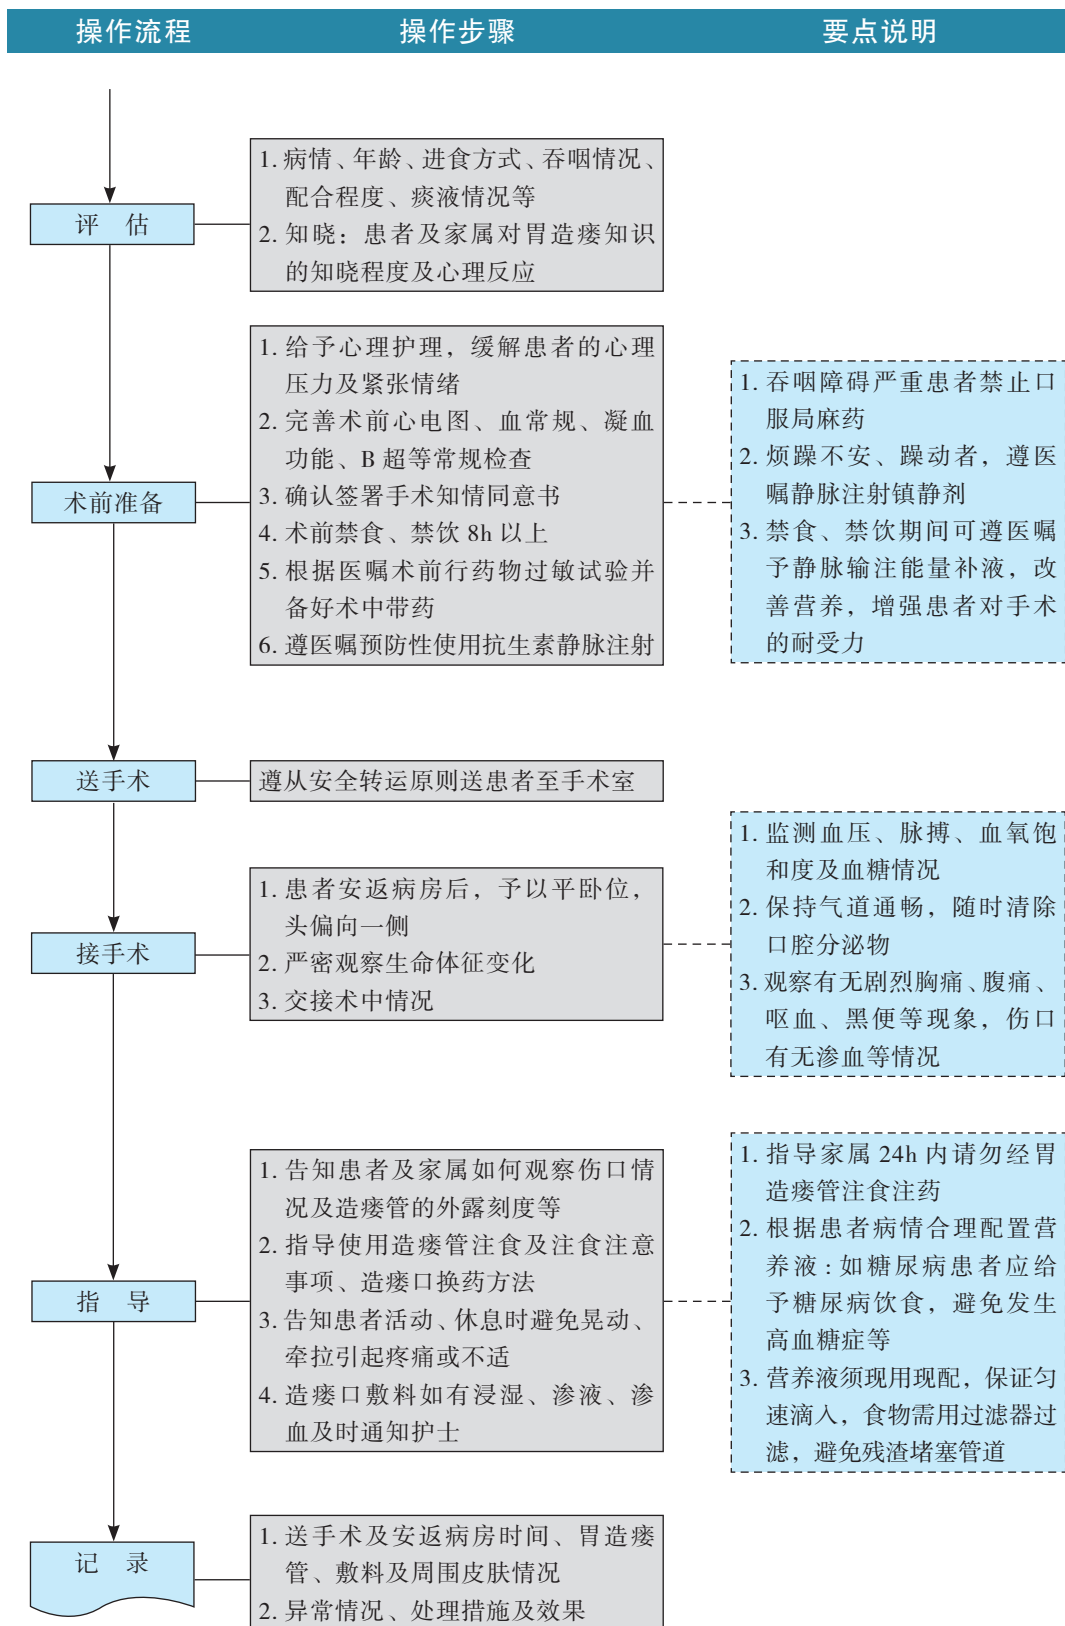 操作流程 操作步骤 要点说明
评 估
1. 病情、年龄、进食方式、吞咽情况、
配合程度、痰液情况等
2. 知晓：患者及家属对胃造瘘知识
的知晓程度及心理反应
术前准备
1. 给予心理护理，缓解患者的心理
压力及紧张情绪
2. 完善术前心电图、血常规、凝血
功能、B 超等常规检查
3. 确认签署手术知情同意书
4. 术前禁食、禁饮 8h 以上
5. 根据医嘱术前行药物过敏试验并
备好术中带药
6. 遵医嘱预防性使用抗生素静脉注射
1. 吞咽障碍严重患者禁止口
服局麻药
2. 烦躁不安、躁动者，遵医
嘱静脉注射镇静剂
3. 禁食、禁饮期间可遵医嘱
予静脉输注能量补液，改
善营养，增强患者对手术
的耐受力
送手术
遵从安全转运原则送患者至手术室
接手术
1. 患者安返病房后，予以平卧位，
头偏向一侧
2. 严密观察生命体征变化
3. 交接术中情况
1. 监测血压、脉搏、血氧饱
和度及血糖情况
2. 保持气道通畅，随时清除
口腔分泌物
3. 观察有无剧烈胸痛、腹痛、
呕血、黑便等现象，伤口
有无渗血等情况
指 导
1. 告知患者及家属如何观察伤口情
况及造瘘管的外露刻度等
2. 指导使用造瘘管注食及注食注意
事项、造瘘口换药方法
3. 告知患者活动、休息时避免晃动、
牵拉引起疼痛或不适
4. 造瘘口敷料如有浸湿、渗液、渗
血及时通知护士
1. 指导家属 24h 内请勿经胃
造瘘管注食注药
2. 根据患者病情合理配置营
养液：如糖尿病患者应给
予糖尿病饮食，避免发生
高血糖症等
3. 营养液须现用现配，保证匀
速滴入，食物需用过滤器过
滤，避免残渣堵塞管道
记 录
1. 送手术及安返病房时间、胃造瘘
管、敷料及周围皮肤情况
2. 异常情况、处理措施及效果